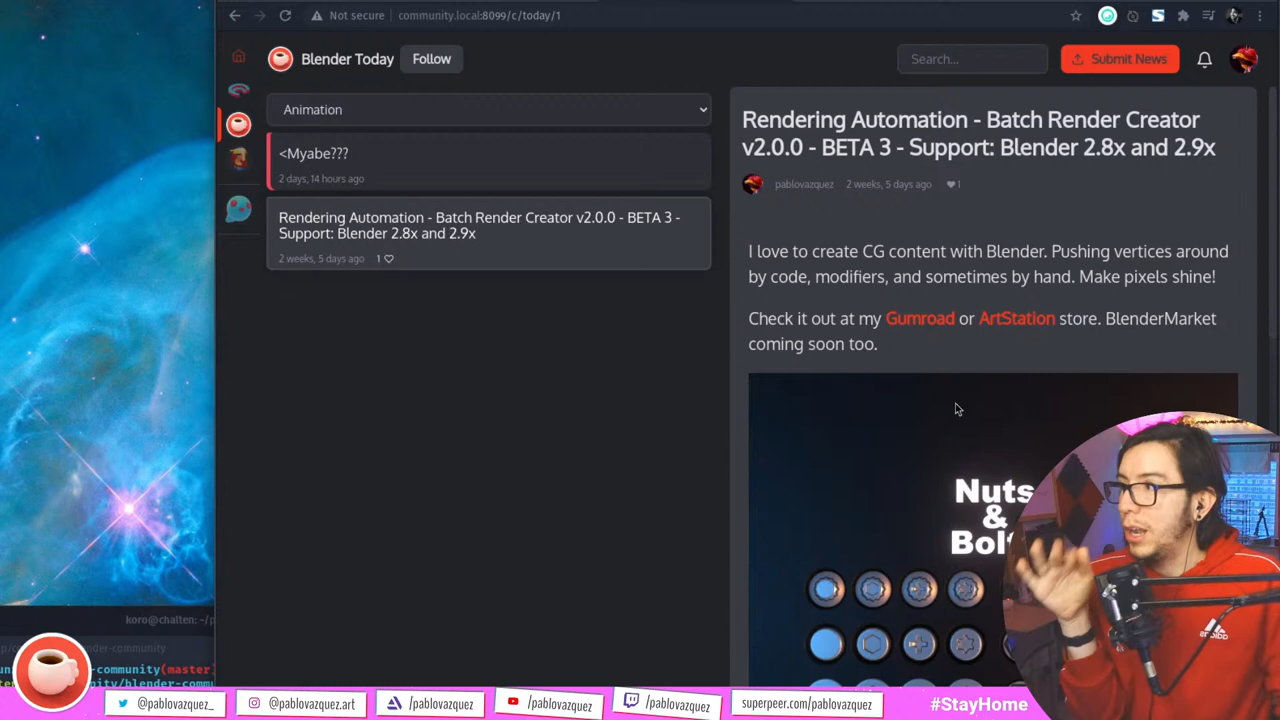 Not secure community.local:8099/c/today/1
Blender Today Follow Search... Submit News
Animation
<Myabe???
2 days, 14 hours ago
Rendering Automation - Batch Render Creator v2.0.0 - BETA 3 -
Support: Blender 2.8x and 2.9x
2 weeks, 5 days ago 1
Rendering Automation - Batch Render Creator
v2.0.0 - BETA 3 - Support: Blender 2.8x and 2.9x
pablovazquez 2 weeks, 5 days ago 1
I love to create CG content with Blender. Pushing vertices around
by code, modifiers, and sometimes by hand. Make pixels shine!
Check it out at my Gumroad or ArtStation store. BlenderMarket
coming soon too.
Nuts
&
adidas
koro@chalten: ~/p
-community(master)
@pablovazquez_ @pablovazquez.art /pablovazquez /pablovazquez /pablovazquez superpeer.com/pablovazquez #StayHome